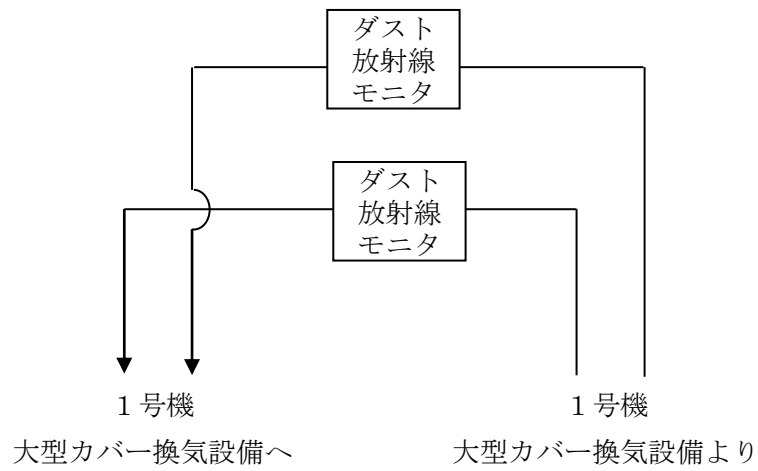 ダスト
放射線
モニタ
ダスト
放射線
モニタ
1号機
大型カバー換気設備へ
1号機
大型カバー換気設備より